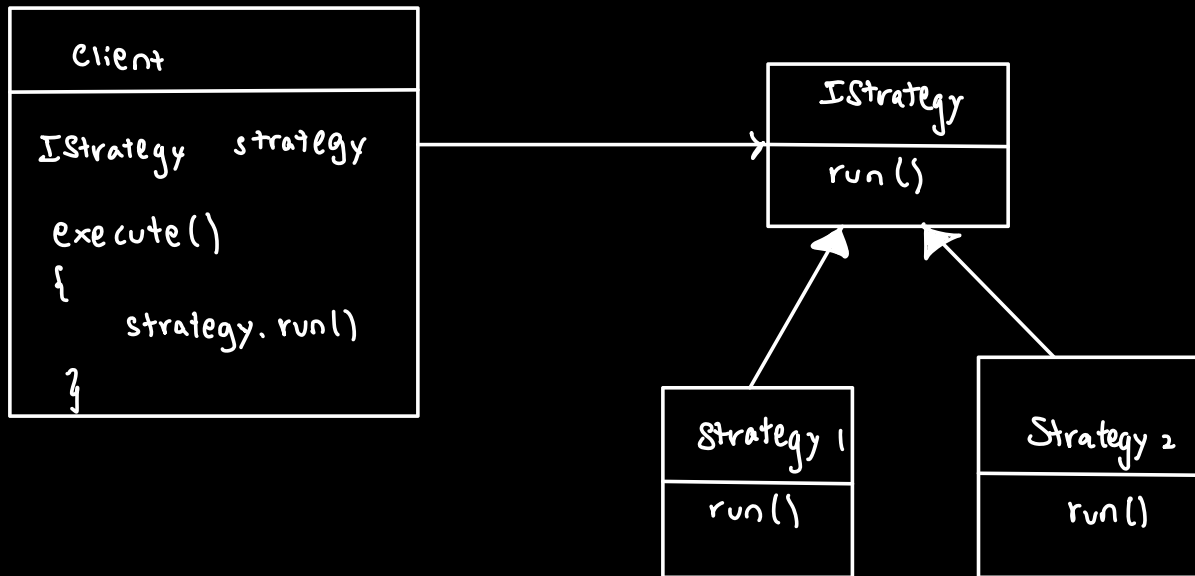 Client
IStrategy strategy
execute()
{
strategy.run()
}
IStrategy
run()
Strategy 1
run()
Strategy 2
run()